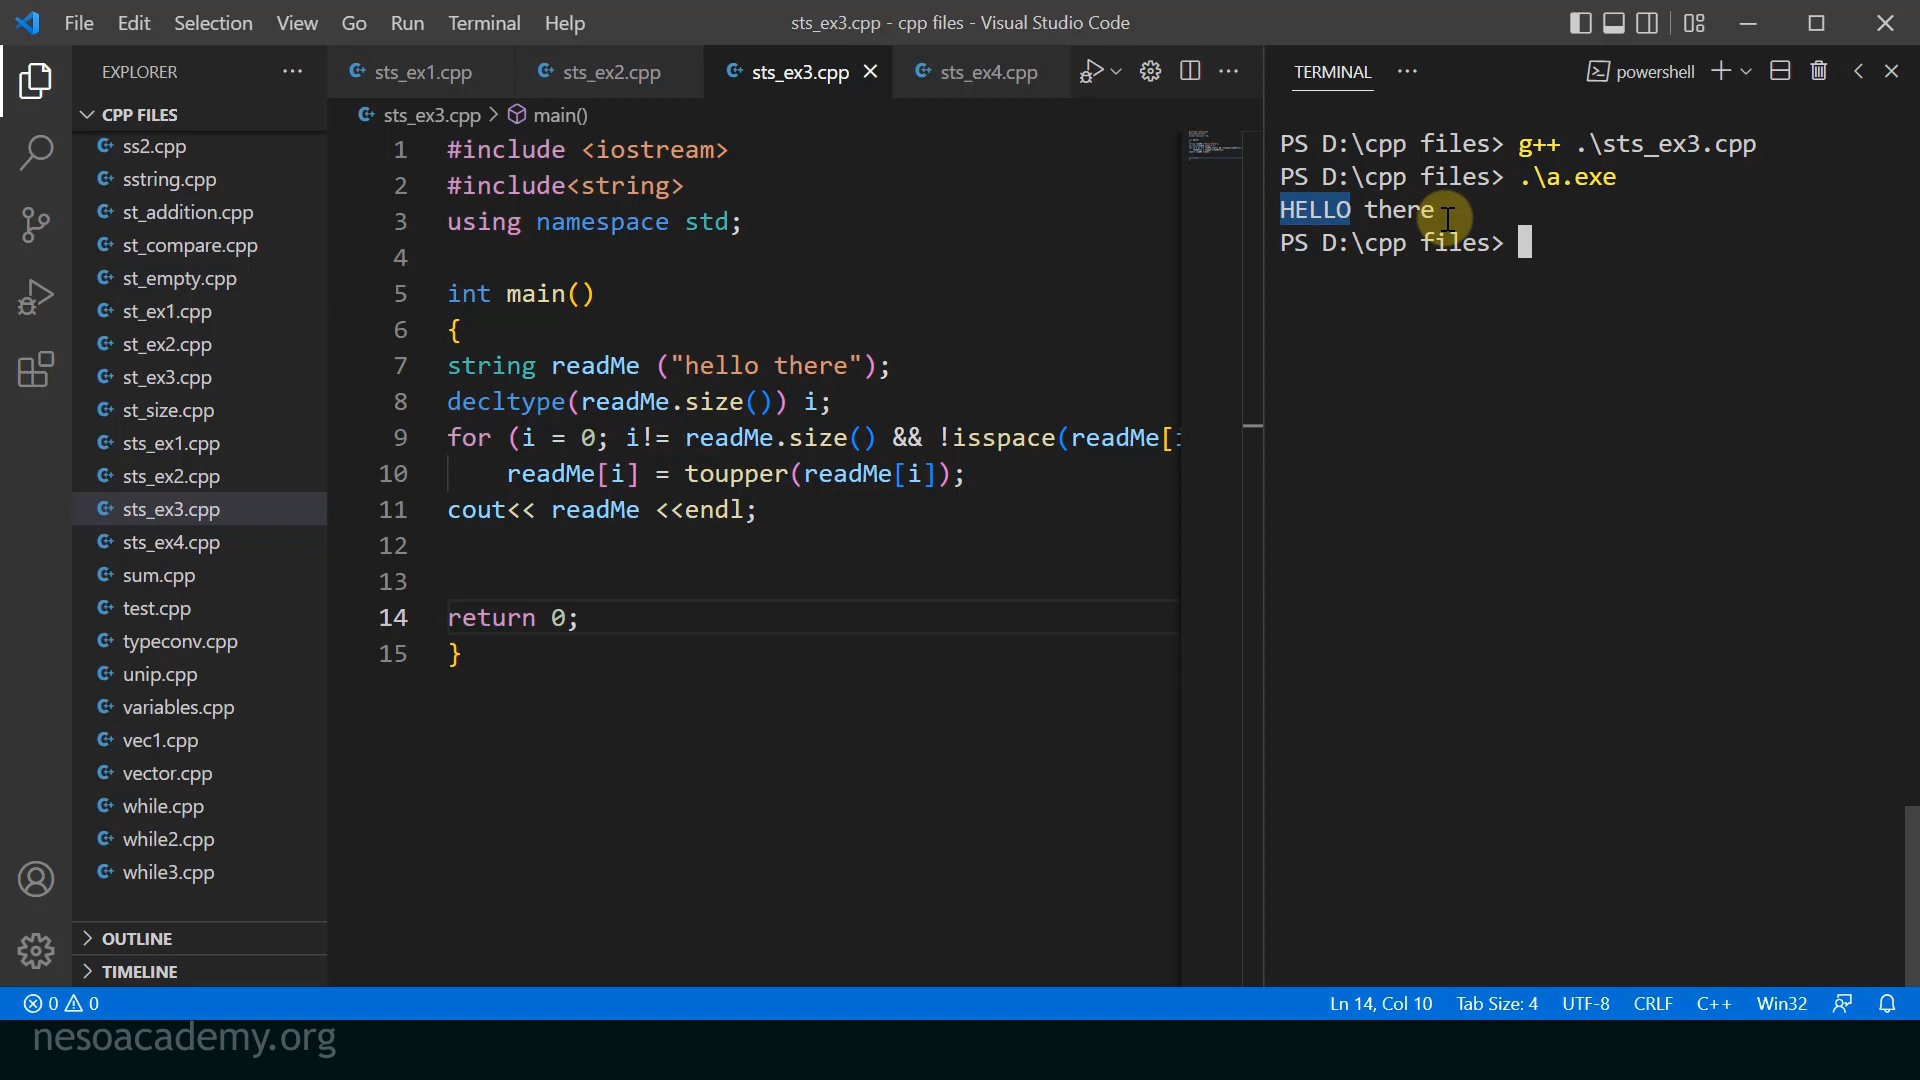 File Edit Selection View Go Run Terminal Help
sts_ex3.cpp - cpp files - Visual Studio Code
EXPLORER
CPP FILES
ss2.cpp
sstring.cpp
st_addition.cpp
st_compare.cpp
st_empty.cpp
st_ex1.cpp
st_ex2.cpp
st_ex3.cpp
st_size.cpp
sts_ex1.cpp
sts_ex2.cpp
sts_ex3.cpp
sts_ex4.cpp
sum.cpp
test.cpp
typeconv.cpp
unip.cpp
variables.cpp
vec1.cpp
vector.cpp
while.cpp
while2.cpp
while3.cpp
OUTLINE
TIMELINE
sts_ex1.cpp sts_ex2.cpp sts_ex3.cpp sts_ex4.cpp
sts_ex3.cpp > main()
1 #include <iostream>
2 #include<string>
3 using namespace std;
4
5 int main()
6 {
7 string readMe ("hello there");
8 decltype(readMe.size()) i;
9 for (i = 0; i!= readMe.size() && !isspace(readMe[i
10 readMe[i] = toupper(readMe[i]);
11 cout<< readMe <<endl;
12
13
14 return 0;
15 }
TERMINAL
powershell
PS D:\cpp files> g++ .\sts_ex3.cpp
PS D:\cpp files> .\a.exe
HELLO there
PS D:\cpp files>
0 0
Ln 14, Col 10 Tab Size: 4 UTF-8 CRLF C++ Win32
nesoacademy.org